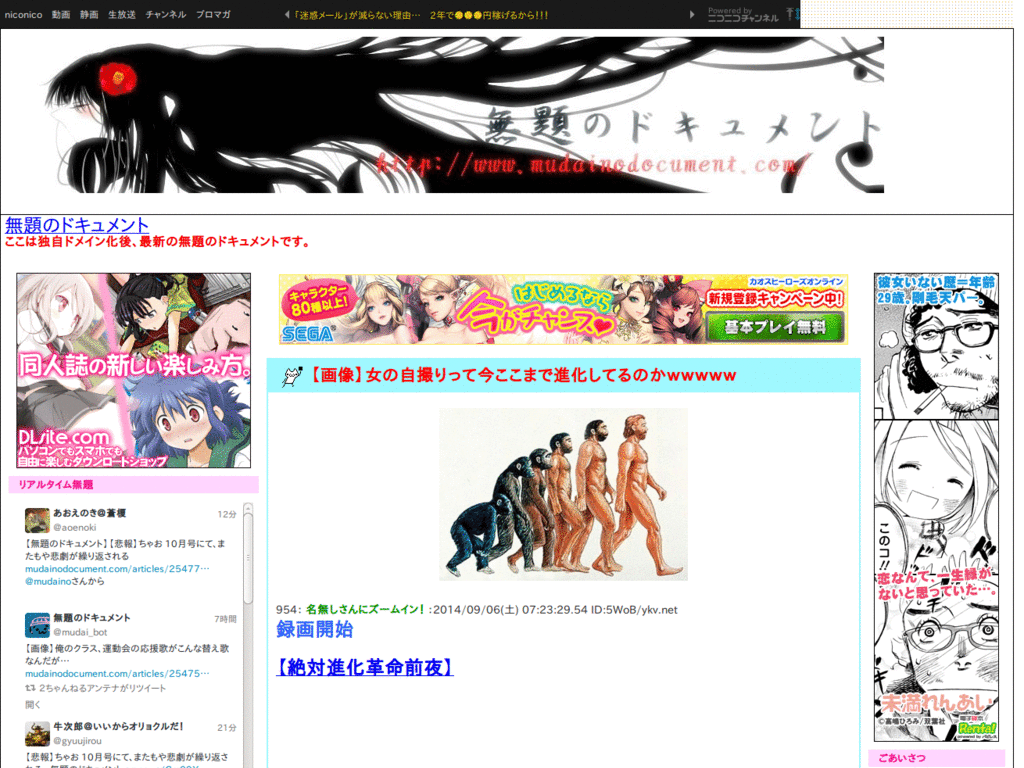 niconico 動画 静画 生放送 チャンネル ブロマガ
「迷惑メール」が減らない理由… 2年で●●●円稼げるから!!!
Powered by
ニコニコチャンネル
無題のドキュメント
http://www.mudainodocument.com/
無題のドキュメント
ここは独自ドメイン化後、最新の無題のドキュメントです。
同人誌の新しい楽しみ方。
DLsite.com
パソコンでもスマホでも
自由に楽しむダウンロードショップ
リアルタイム無題
あおえのき@蒼榎 12分
@aoenoki
【無題のドキュメント】【悲報】ちゃお 10月号にて、ま
たもや悲劇が繰り返される
mudainodocument.com/articles/25477…
@mudainoさんから
無題のドキュメント 7時間
@mudai_bot
【画像】俺のクラス、運動会の応援歌がこんな替え歌
なんだが…
mudainodocument.com/articles/25475…
2ちゃんねるアンテナがリツイート
開く
牛次郎@いいからオリョクルだ! 21分
@gyuujirou
【悲報】ちゃお 10月号にて、またもや悲劇が繰り返さ
キャラクター
80種以上!
SEGA
はじめるなら
今がチャンス
カオスヒーローズオンライン
新規登録キャンペーン中!
基本プレイ無料
【画像】女の自撮りって今ここまで進化してるのかwwwww
954: 名無しさんにズームイン! :2014/09/06(土) 07:23:29.54 ID:5WoB/ykv.net
録画開始
【絶対進化革命前夜】
彼女いない歴=年齢
29歳。剛毛天パー。
このコ!!
恋なんて、一生縁が
ないと思っていた…。
未満れんあい
©高嶋ひろみ/双葉社
Renta!
ごあいさつ